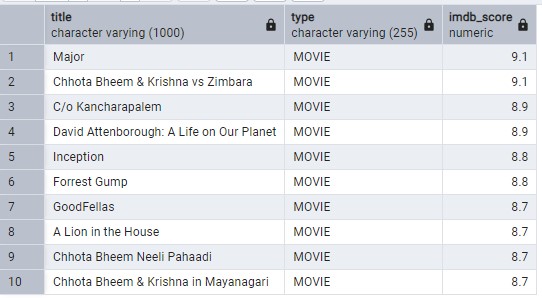 title type imdb_score
character varying (1000) character varying (255) numeric
1 Major MOVIE 9.1
2 Chhota Bheem & Krishna vs Zimbara MOVIE 9.1
3 C/o Kancharapalem MOVIE 8.9
4 David Attenborough: A Life on Our Planet MOVIE 8.9
5 Inception MOVIE 8.8
6 Forrest Gump MOVIE 8.8
7 GoodFellas MOVIE 8.7
8 A Lion in the House MOVIE 8.7
9 Chhota Bheem Neeli Pahaadi MOVIE 8.7
10 Chhota Bheem & Krishna in Mayanagari MOVIE 8.7